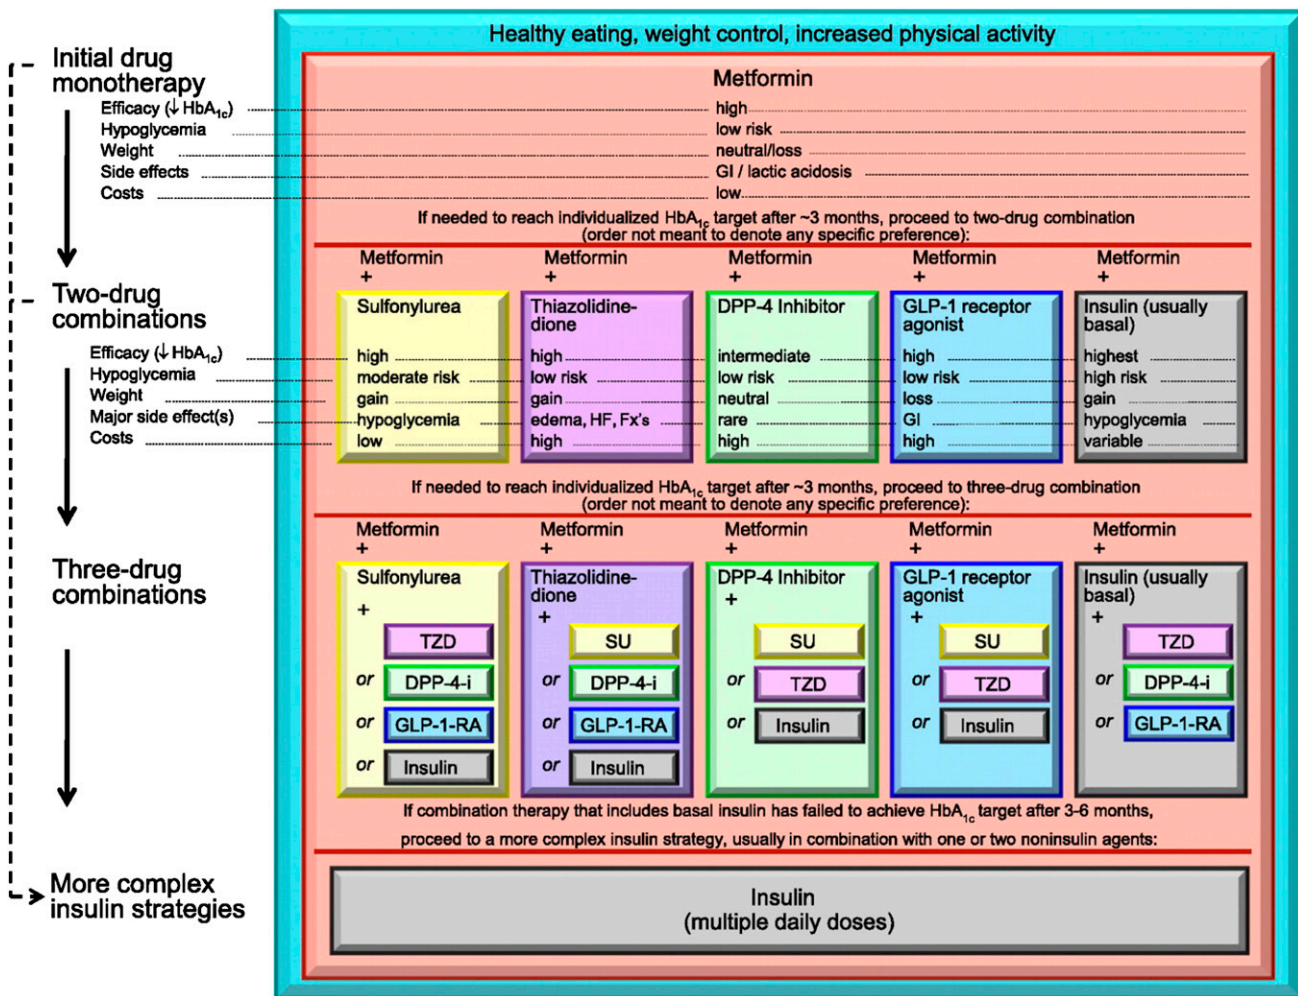 Healthy eating, weight control, increased physical activity
Initial drug
monotherapy
Metformin
Efficacy (↓ HbA1c) high
Hypoglycemia low risk
Weight neutral/loss
Side effects GI / lactic acidosis
Costs low
If needed to reach individualized HbA1c target after ~3 months, proceed to two-drug combination
(order not meant to denote any specific preference):
Metformin Metformin Metformin Metformin Metformin
+ + + + +
Two-drug
combinations
Sulfonylurea Thiazolidine- DPP-4 Inhibitor GLP-1 receptor Insulin (usually
dione agonist basal)
Efficacy (↓ HbA1c) high high intermediate high highest
Hypoglycemia moderate risk low risk low risk low risk high risk
Weight gain gain neutral loss gain
Major side effect(s) hypoglycemia edema, HF, Fx's rare GI hypoglycemia
Costs low high high high variable
If needed to reach individualized HbA1c target after ~3 months, proceed to three-drug combination
(order not meant to denote any specific preference):
Metformin Metformin Metformin Metformin Metformin
+ + + + +
Three-drug
combinations
Sulfonylurea Thiazolidine- DPP-4 Inhibitor GLP-1 receptor Insulin (usually
dione agonist basal)
+ + + + +
TZD SU SU SU TZD
or DPP-4-i or DPP-4-i or TZD or TZD or DPP-4-i
or GLP-1-RA or GLP-1-RA or Insulin or Insulin or GLP-1-RA
or Insulin or Insulin
If combination therapy that includes basal insulin has failed to achieve HbA1c target after 3-6 months,
proceed to a more complex insulin strategy, usually in combination with one or two noninsulin agents:
More complex
insulin strategies
Insulin
(multiple daily doses)